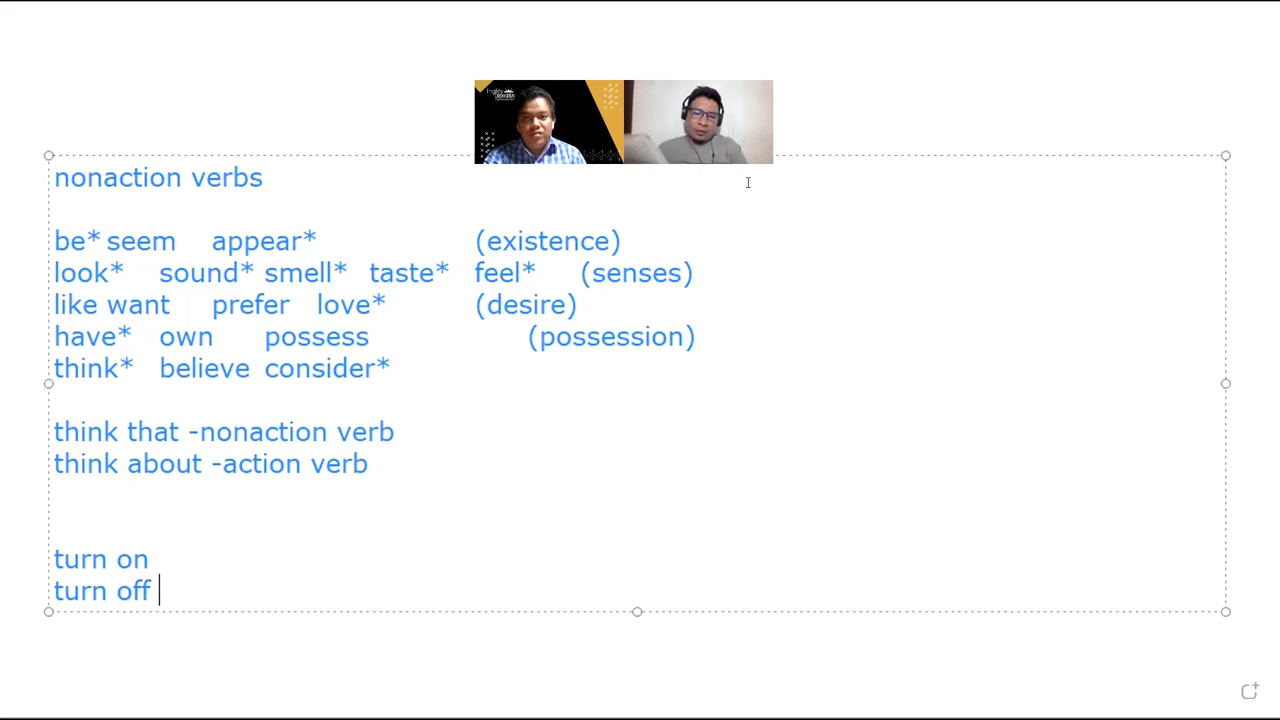 nonaction verbs
be* seem appear* (existence)
look* sound* smell* taste* feel* (senses)
like want prefer love* (desire)
have* own possess (possession)
think* believe consider*
think that -nonaction verb
think about -action verb
turn on
turn off